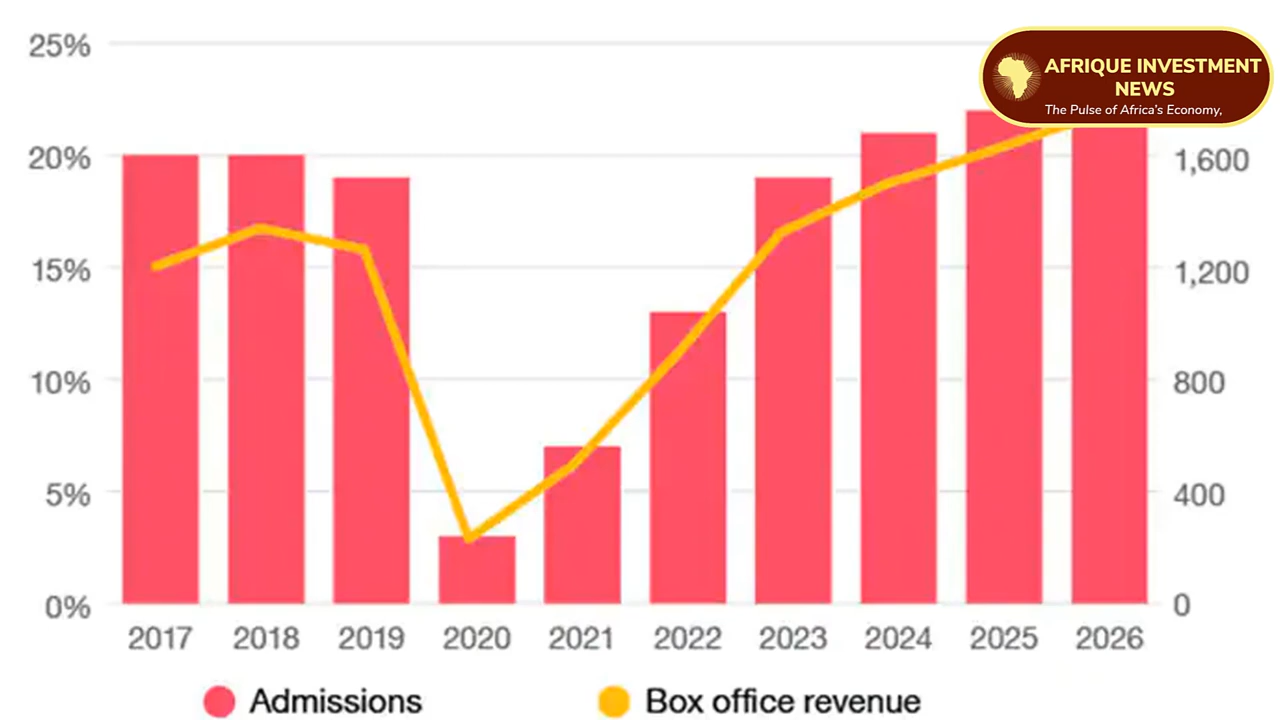 25%
AFRIQUE INVESTMENT
NEWS
The Pulse of Africa's Economy,
20%
1,600
15%
1,200
10%
800
5%
400
0%
0
2017 2018 2019 2020 2021 2022 2023 2024 2025 2026
Admissions Box office revenue